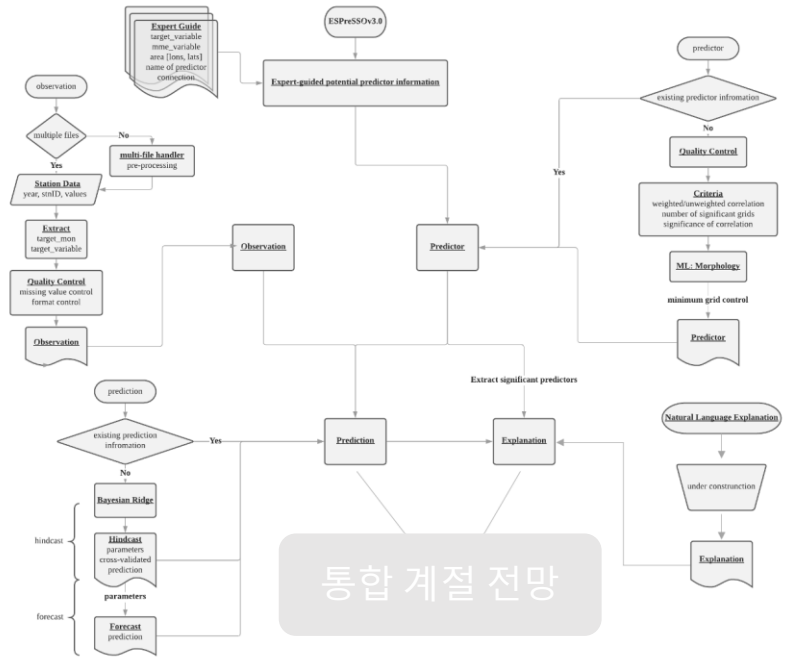 ESPreSSOv3.0
Expert Guide
target_variable
mme_variable
area [lons, lats]
name of predictor
connection
Expert-guided potential predictor information
observation
multiple files
No
Yes
multi-file handler
pre-processing
Station Data
year, stnID, values
Extract
target_mon
target_variable
Quality Control
missing value control
format control
Observation
Observation
Predictor
predictor
existing predictor infromation
No
Yes
Quality Control
Criteria
weighted/unweighted correlation
number of significant grids
significance of correlation
ML: Morphology
minimum grid control
Predictor
Extract significant predictors
prediction
existing prediction
infromation
Yes
No
Bayesian Ridge
hindcast
Hindcast
parameters
cross-validated
prediction
parameters
forecast
Forecast
prediction
Prediction
Explanation
Natural Language Explanation
under construnction
Explanation
통합 계절 전망